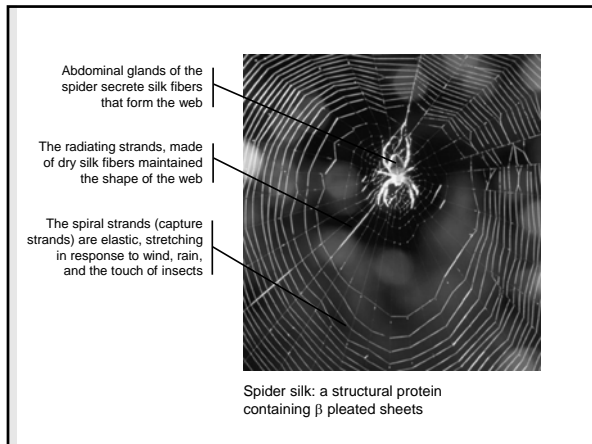 Abdominal glands of the
spider secrete silk fibers
that form the web
The radiating strands, made
of dry silk fibers maintained
the shape of the web
The spiral strands (capture
strands) are elastic, stretching
in response to wind, rain,
and the touch of insects
Spider silk: a structural protein
containing β pleated sheets